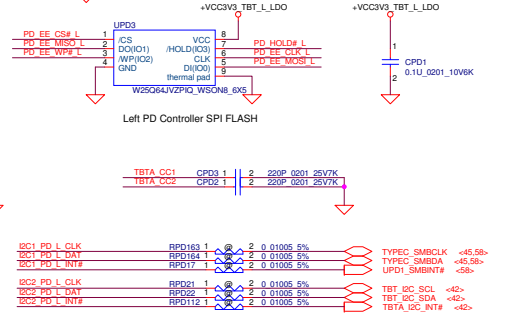 +VCC3V3_TBT_L_LDO +VCC3V3_TBT_L_LDO
UPD3
PD_EE_CS#_L 1 /CS VCC 8
PD_EE_MISO_L 2 DO(IO1) /HOLD(IO3) 7 PD_HOLD#_L
PD_EE_WP#_L 3 /WP(IO2) CLK 6 PD_EE_CLK_L
4 GND DI(IO0) 5 PD_EE_MOSI_L
thermal pad 9
W25Q64JVZPIQ_WSON8_6X5
1
CPD1
0.1U_0201_10V6K
2
Left PD Controller SPI FLASH
TBTA_CC1 CPD3 1 2 220P_0201_25V7K
TBTA_CC2 CPD2 1 2 220P_0201_25V7K
I2C1_PD_L_CLK RPD163 1 @ 2 0_01005_5% TYPEC_SMBCLK <45,58>
I2C1_PD_L_DAT RPD164 1 @ 2 0_01005_5% TYPEC_SMBDA <45,58>
I2C1_PD_L_INT# RPD17 1 @ 2 0_01005_5% UPD1_SMBINT# <58>
I2C2_PD_L_CLK RPD21 1 @ 2 0_01005_5% TBT_I2C_SCL <42>
I2C2_PD_L_DAT RPD22 1 @ 2 0_01005_5% TBT_I2C_SDA <42>
I2C2_PD_L_INT# RPD112 1 @ 2 0_01005_5% TBTA_I2C_INT# <42>